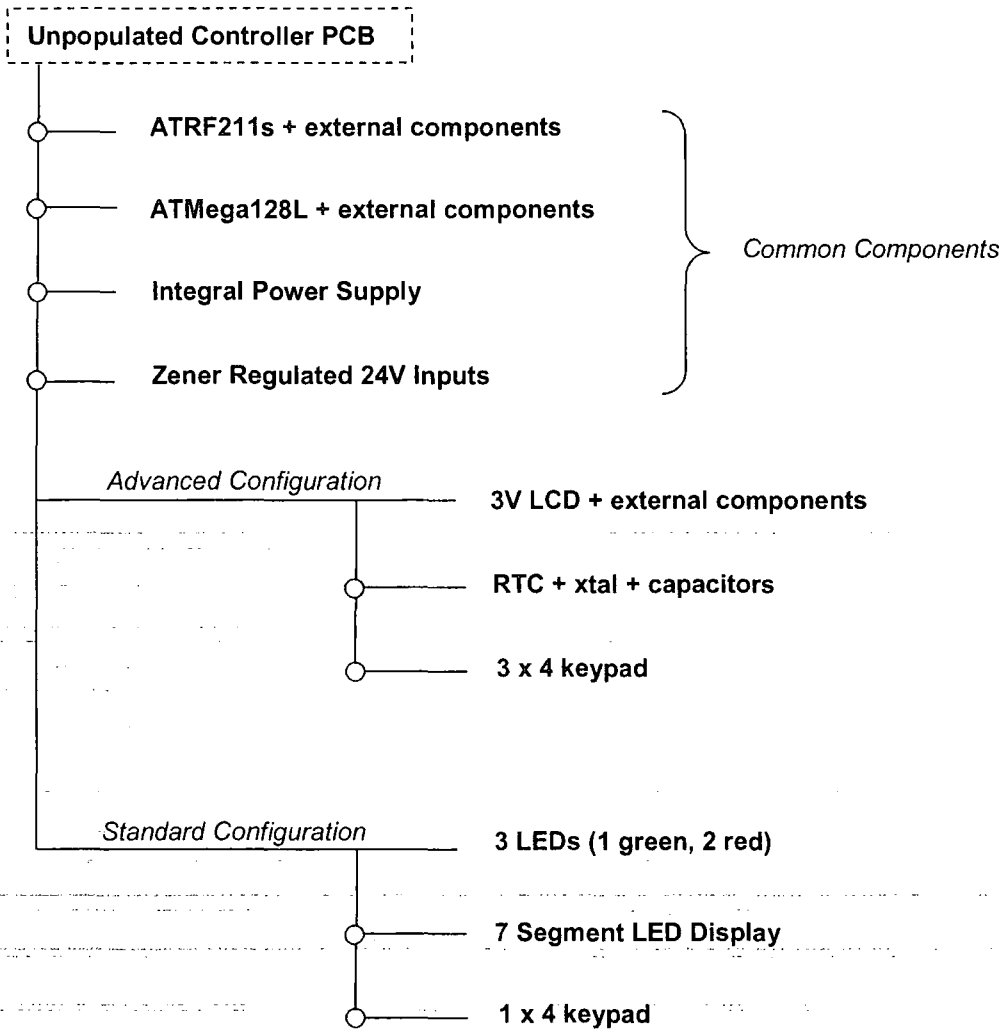 Unpopulated Controller PCB
ATRF211s + external components
ATMega128L + external components
Common Components
Integral Power Supply
Zener Regulated 24V Inputs
Advanced Configuration
3V LCD + external components
RTC + xtal + capacitors
3 x 4 keypad
Standard Configuration
3 LEDs (1 green, 2 red)
7 Segment LED Display
1 x 4 keypad